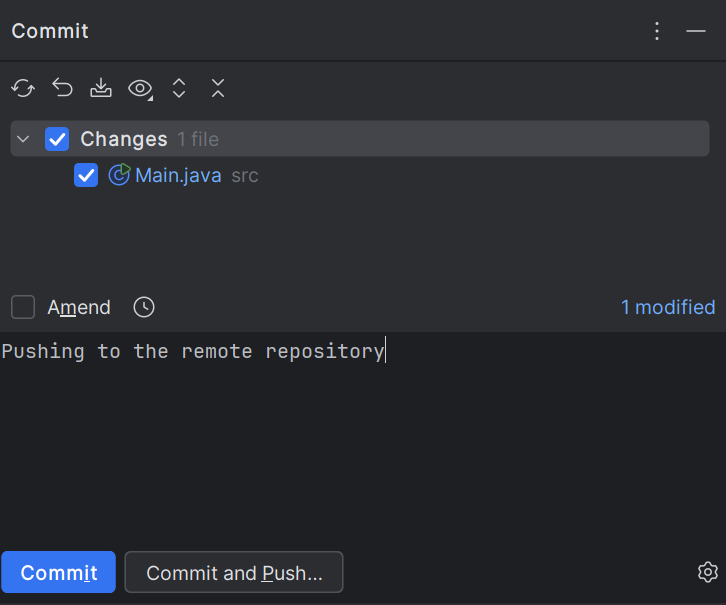 Commit
Changes 1 file
Main.java src
Amend 1 modified
Pushing to the remote repository
Commit Commit and Push...